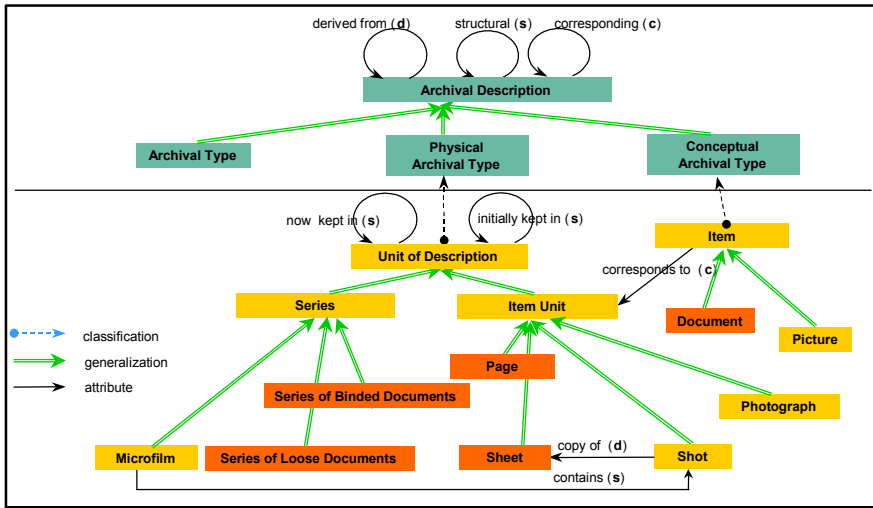 derived from (d)
structural (s)
corresponding (c)
Archival Description
Archival Type
Physical
Archival Type
Conceptual
Archival Type
now kept in (s)
initially kept in (s)
Unit of Description
Item
corresponds to (c)
Series
Item Unit
Document
Picture
classification
generalization
attribute
Page
Series of Binded Documents
Photograph
Microfilm
Series of Loose Documents
Sheet
copy of (d)
Shot
contains (s)